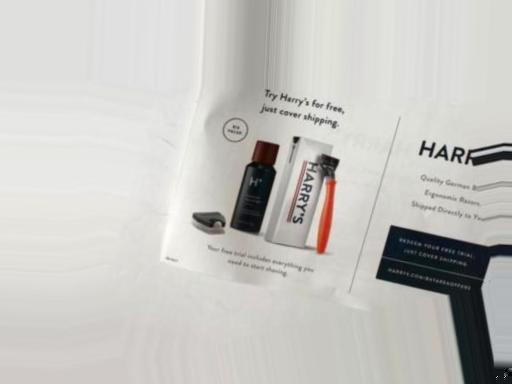 Try Harry's for free,
just cover shipping.
H'
HARRY'S
Your free trial includes everything you
need to start shaving.
HARR
Quality German
Ergonomic Razors
Shipped Directly to You
REDEEM YOUR FREE TRIAL,
JUST COVER SHIPPING